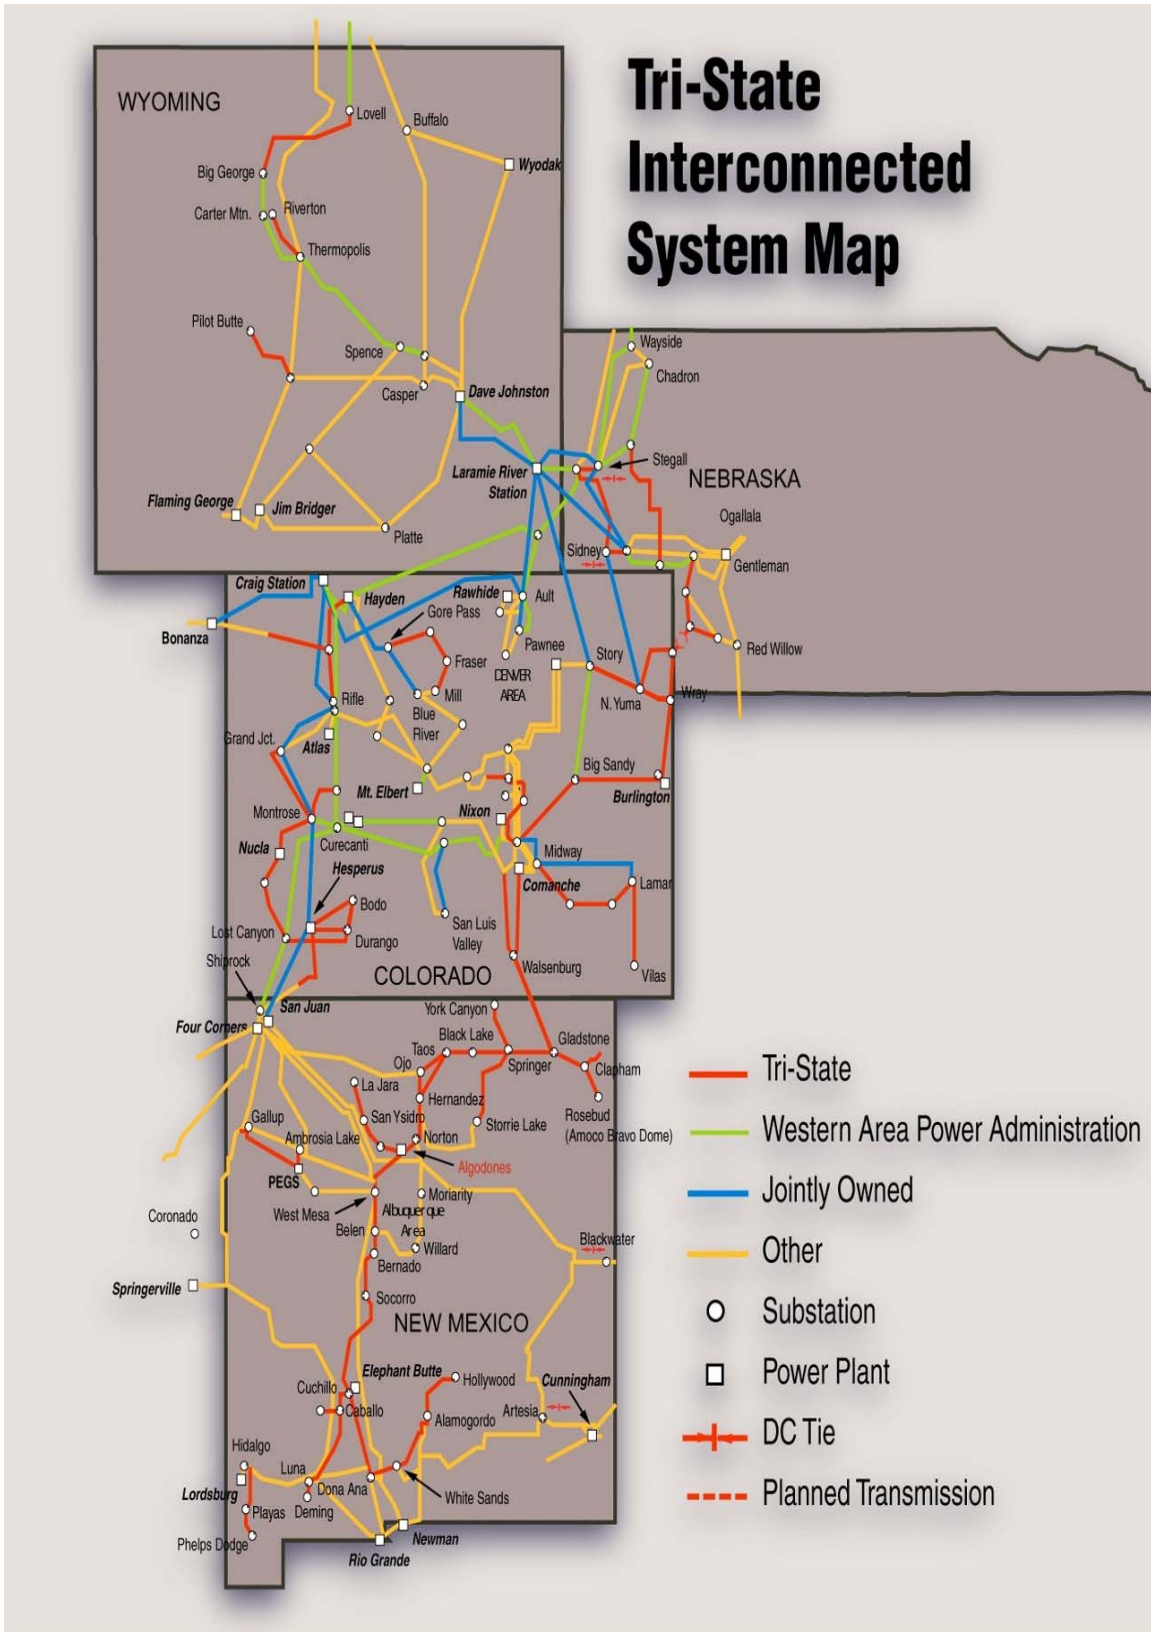 Tri-State
Interconnected
System Map
WYOMING
Lovell
Buffalo
Wyodak
Big George
Carter Mtn.
Riverton
Thermopolis
Pilot Butte
Spence
Casper
Dave Johnston
Wayside
Chadron
Laramie River
Station
Stegall
NEBRASKA
Flaming George
Jim Bridger
Platte
Ogallala
Sidney
Gentleman
Craig Station
Hayden
Gore Pass
Rawhide
Ault
Bonanza
Pawnee
Fraser
DENVER
AREA
Story
Red Willow
Rifle
Mill
Blue
River
N. Yuma
Wray
Grand Jct.
Atlas
Mt. Elbert
Big Sandy
Burlington
Montrose
Nixon
Curecanti
Nucla
Hesperus
Midway
Comanche
Lamar
Bodo
Lost Canyon
Durango
San Luis
Valley
Shiprock
COLORADO
Walsenburg
Vilas
San Juan
York Canyon
Four Corners
Black Lake
Gladstone
Taos
Ojo
Springer
Clapham
La Jara
Hernandez
Rosebud
(Amoco Bravo Dome)
Gallup
San Ysidro
Storrie Lake
Ambrosia Lake
Norton
Algodones
PEGS
Moriarity
West Mesa
Albuquerque
Area
Coronado
Belen
Willard
Blackwater
Bernado
Springerville
Socorro
NEW MEXICO
Elephant Butte
Cuchillo
Hollywood
Cunningham
Caballo
Alamogordo
Artesia
Hidalgo
Luna
Lordsburg
Dona Ana
White Sands
Playas
Deming
Phelps Dodge
Newman
Rio Grande
Tri-State
Western Area Power Administration
Jointly Owned
Other
Substation
Power Plant
DC Tie
Planned Transmission